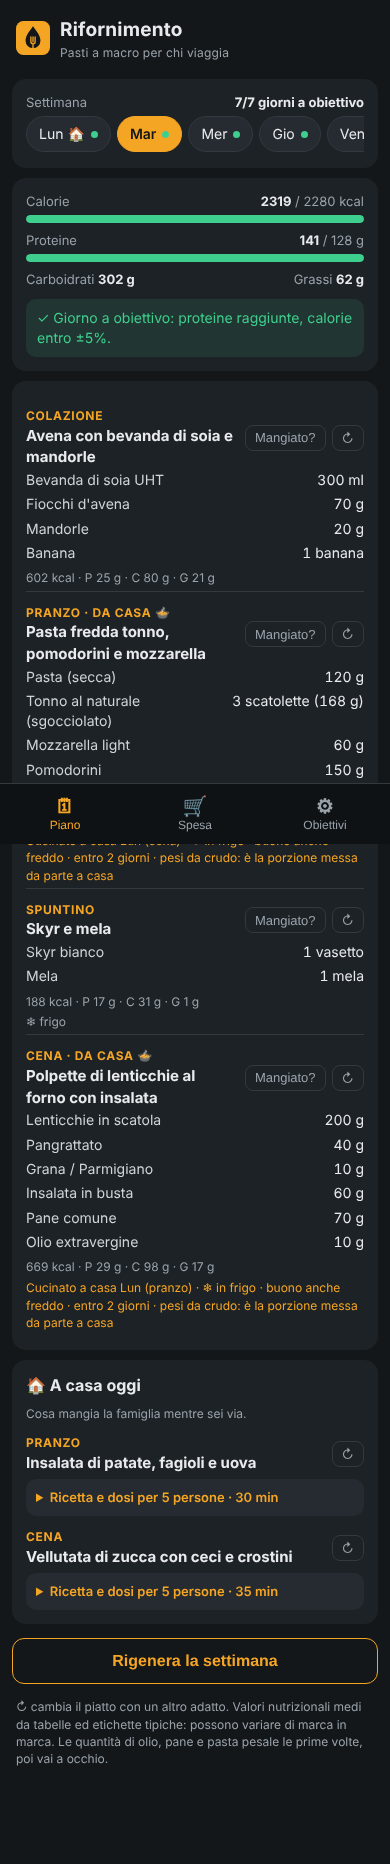 Rifornimento
Pasti a macro per chi viaggia
Settimana 7/7 giorni a obiettivo
Lun Mar Mer Gio Ven
Calorie 2319 / 2280 kcal
Proteine 141 / 128 g
Carboidrati 302 g Grassi 62 g
✓ Giorno a obiettivo: proteine raggiunte, calorie
entro ±5%.
COLAZIONE
Avena con bevanda di soia e
mandorle
Mangiato? ↻
Bevanda di soia UHT 300 ml
Fiocchi d'avena 70 g
Mandorle 20 g
Banana 1 banana
602 kcal · P 25 g · C 80 g · G 21 g
PRANZO · DA CASA
Pasta fredda tonno,
pomodorini e mozzarella
Mangiato? ↻
Pasta (secca) 120 g
Tonno al naturale
(sgocciolato)
3 scatolette (168 g)
Mozzarella light 60 g
Pomodorini 150 g
Piano Spesa Obiettivi
freddo · entro 2 giorni · pesi da crudo: è la porzione messa
da parte a casa
SPUNTINO
Skyr e mela
Mangiato? ↻
Skyr bianco 1 vasetto
Mela 1 mela
188 kcal · P 17 g · C 31 g · G 1 g
❄ frigo
CENA · DA CASA
Polpette di lenticchie al
forno con insalata
Mangiato? ↻
Lenticchie in scatola 200 g
Pangrattato 40 g
Grana / Parmigiano 10 g
Insalata in busta 60 g
Pane comune 70 g
Olio extravergine 10 g
669 kcal · P 29 g · C 98 g · G 17 g
Cucinato a casa Lun (pranzo) · ❄ in frigo · buono anche
freddo · entro 2 giorni · pesi da crudo: è la porzione messa
da parte a casa
A casa oggi
Cosa mangia la famiglia mentre sei via.
PRANZO
Insalata di patate, fagioli e uova
↻
▶ Ricetta e dosi per 5 persone · 30 min
CENA
Vellutata di zucca con ceci e crostini
↻
▶ Ricetta e dosi per 5 persone · 35 min
Rigenera la settimana
↻ cambia il piatto con un altro adatto. Valori nutrizionali medi
da tabelle ed etichette tipiche: possono variare di marca in
marca. Le quantità di olio, pane e pasta pesale le prime volte,
poi vai a occhio.